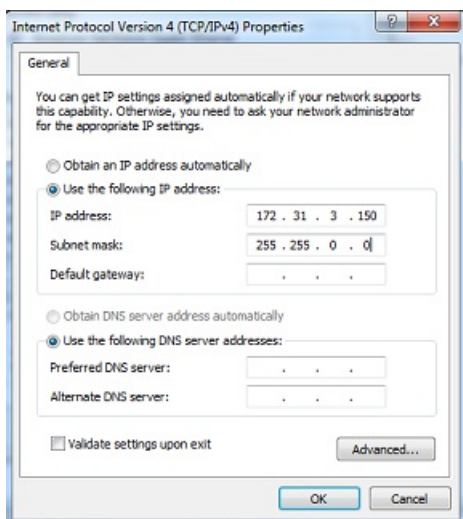 Internet Protocol Version 4 (TCP/IPv4) Properties
General
You can get IP settings assigned automatically if your network supports
this capability. Otherwise, you need to ask your network administrator
for the appropriate IP settings.
Obtain an IP address automatically
Use the following IP address:
IP address: 172 . 31 . 3 . 150
Subnet mask: 255 . 255 . 0 . 0
Default gateway: . . .
Obtain DNS server address automatically
Use the following DNS server addresses:
Preferred DNS server: . . .
Alternate DNS server: . . .
Validate settings upon exit
Advanced...
OK Cancel